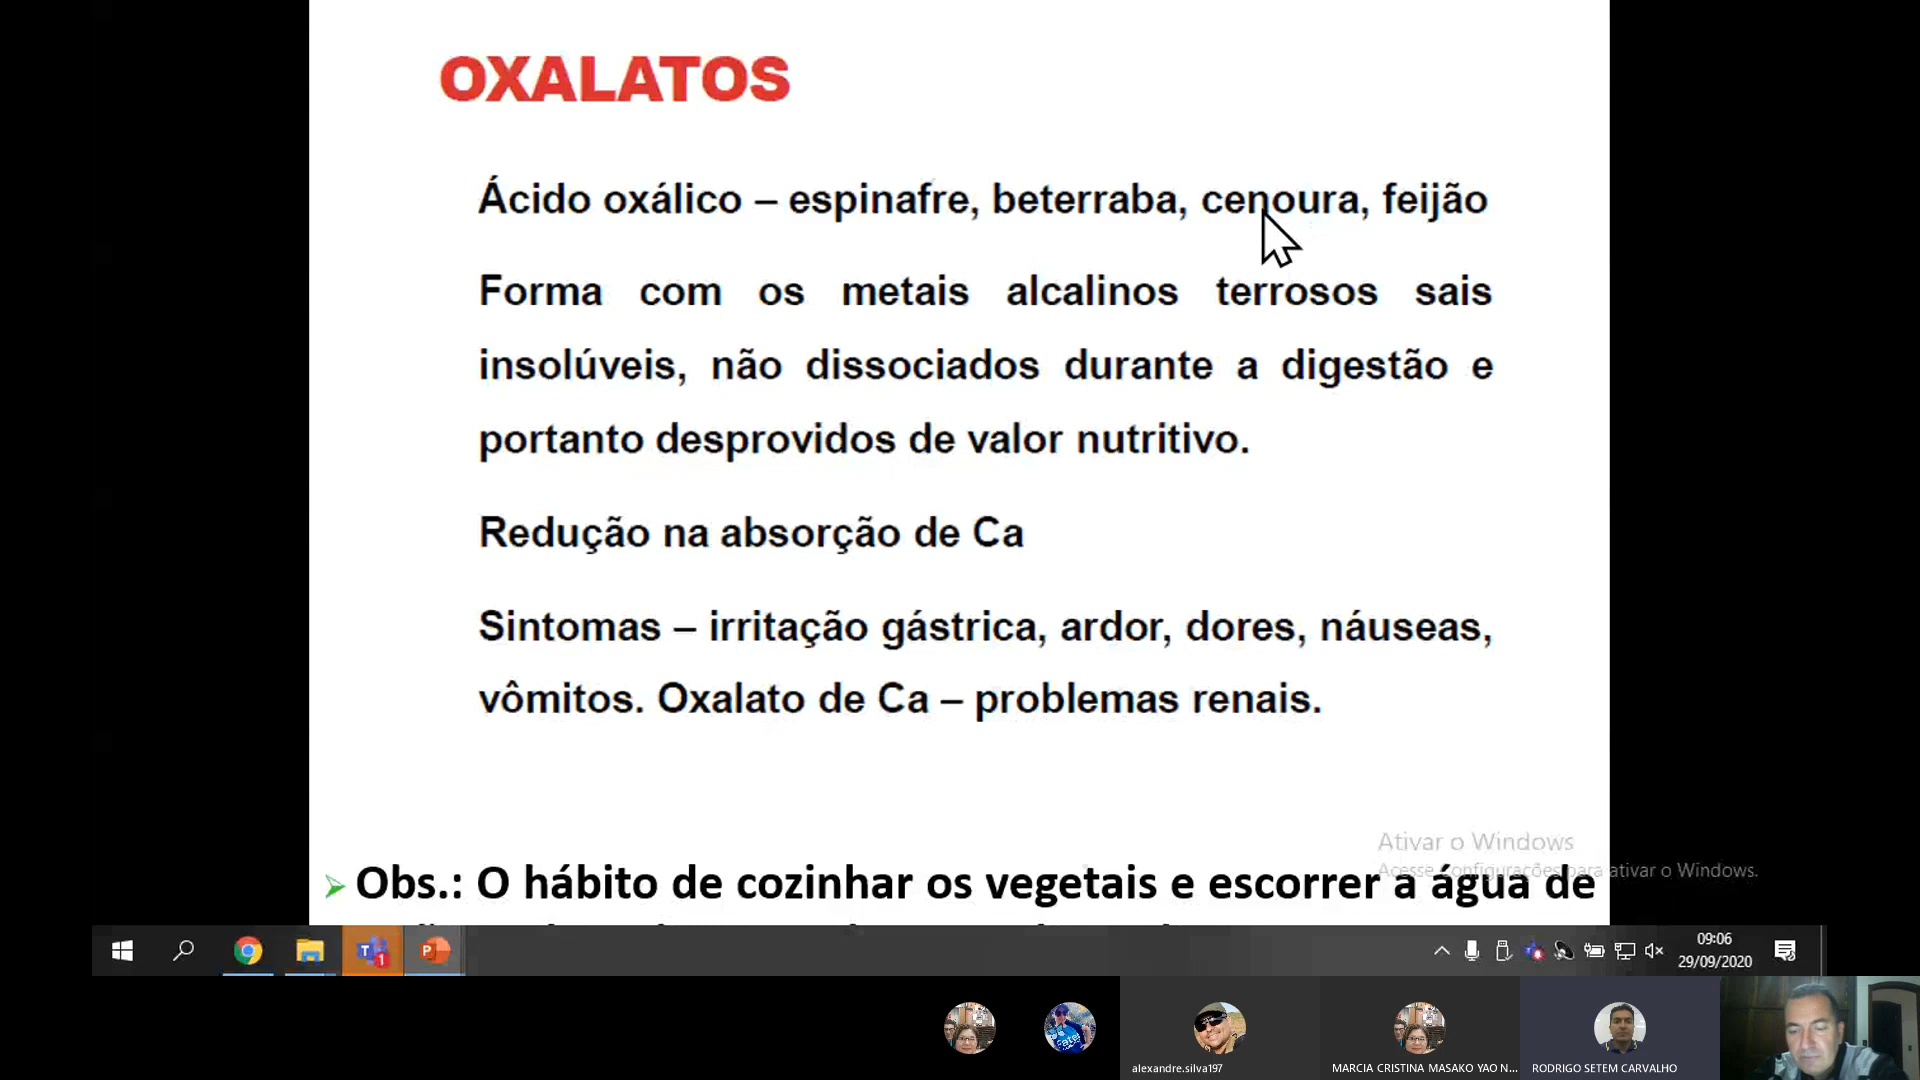 OXALATOS
Ácido oxálico – espinafre, beterraba, cenoura, feijão
Forma com os metais alcalinos terrosos sais
insolúveis, não dissociados durante a digestão e
portanto desprovidos de valor nutritivo.
Redução na absorção de Ca
Sintomas – irritação gástrica, ardor, dores, náuseas,
vômitos. Oxalato de Ca – problemas renais.
Ativar o Windows
Acesse Configurações para ativar o Windows.
Obs.: O hábito de cozinhar os vegetais e escorrer a água de
09:06
29/09/2020
alexandre.silva197
MARCIA CRISTINA MASAKO YAO N...
RODRIGO SETEM CARVALHO